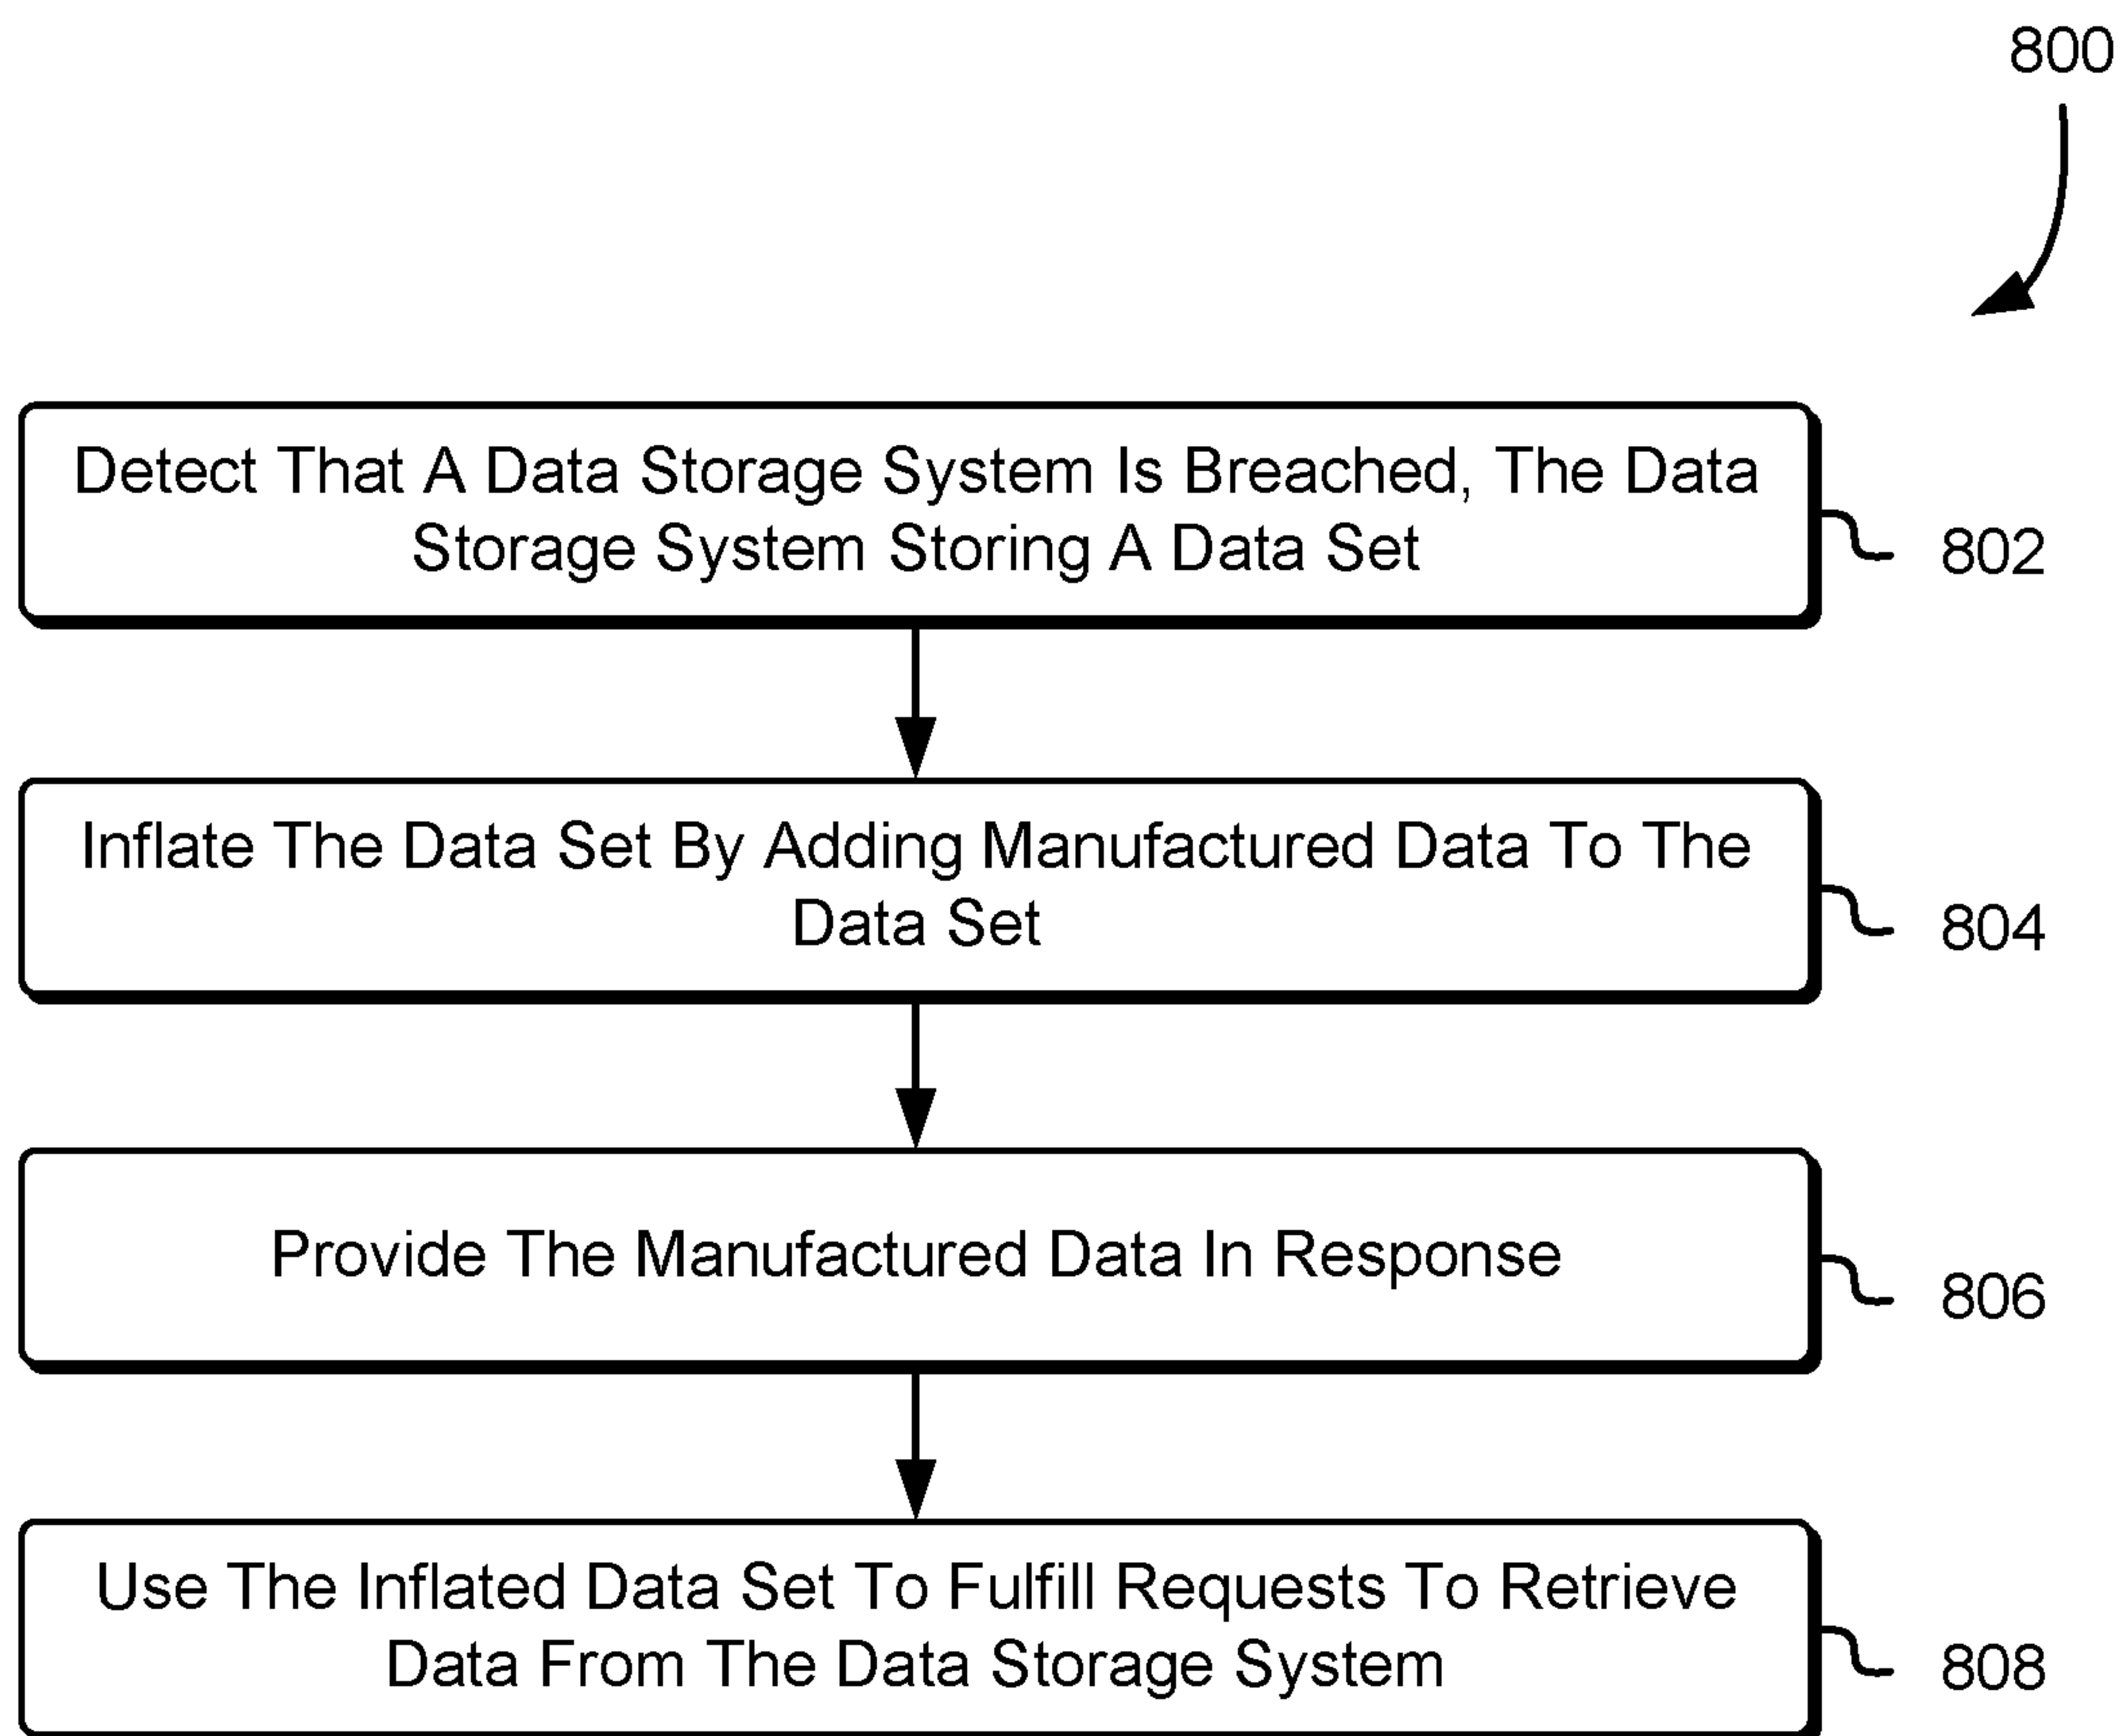 800
Detect That A Data Storage System Is Breached, The Data
Storage System Storing A Data Set
802
Inflate The Data Set By Adding Manufactured Data To The
Data Set
804
Provide The Manufactured Data In Response
806
Use The Inflated Data Set To Fulfill Requests To Retrieve
Data From The Data Storage System
808